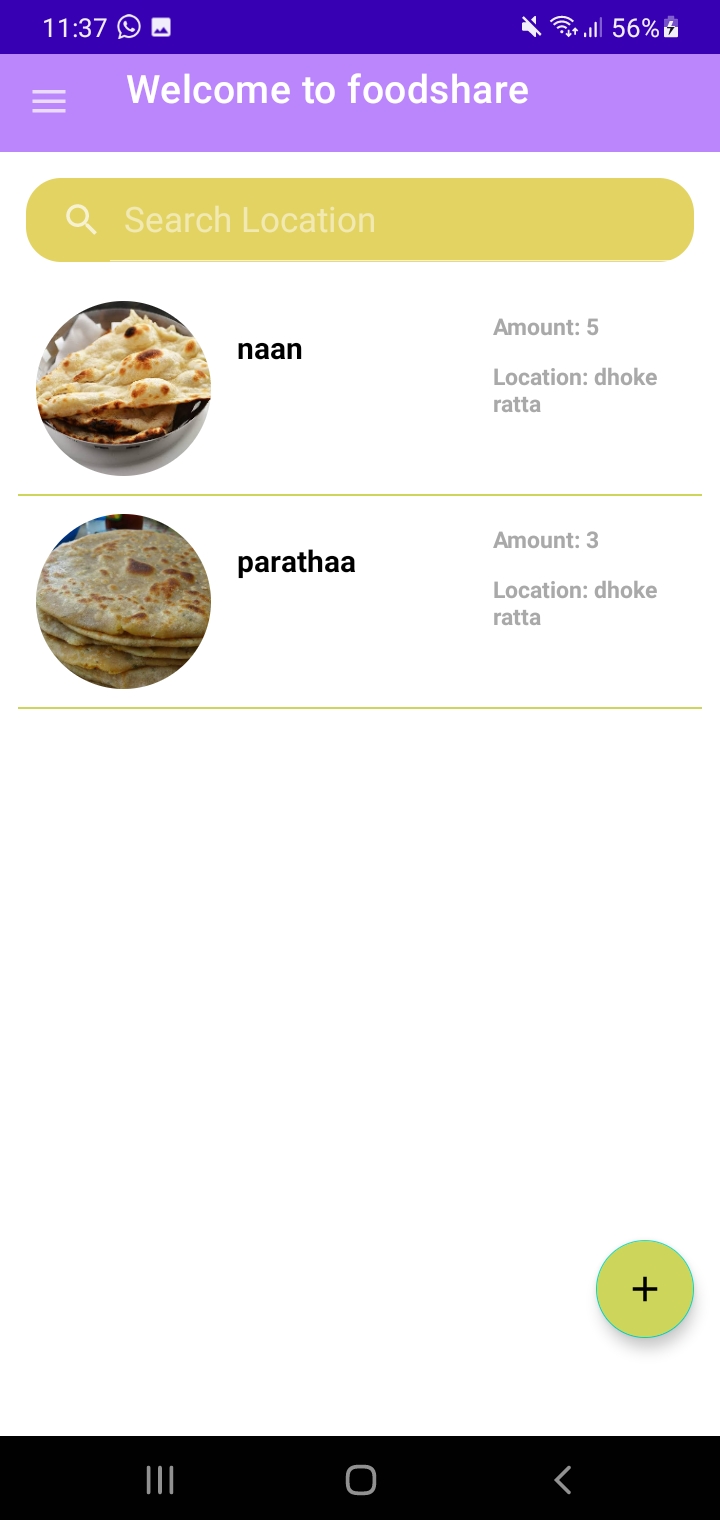 11:37 56%
Welcome to foodshare
Search Location
naan
Amount: 5
Location: dhoke
ratta
parathaa
Amount: 3
Location: dhoke
ratta
+